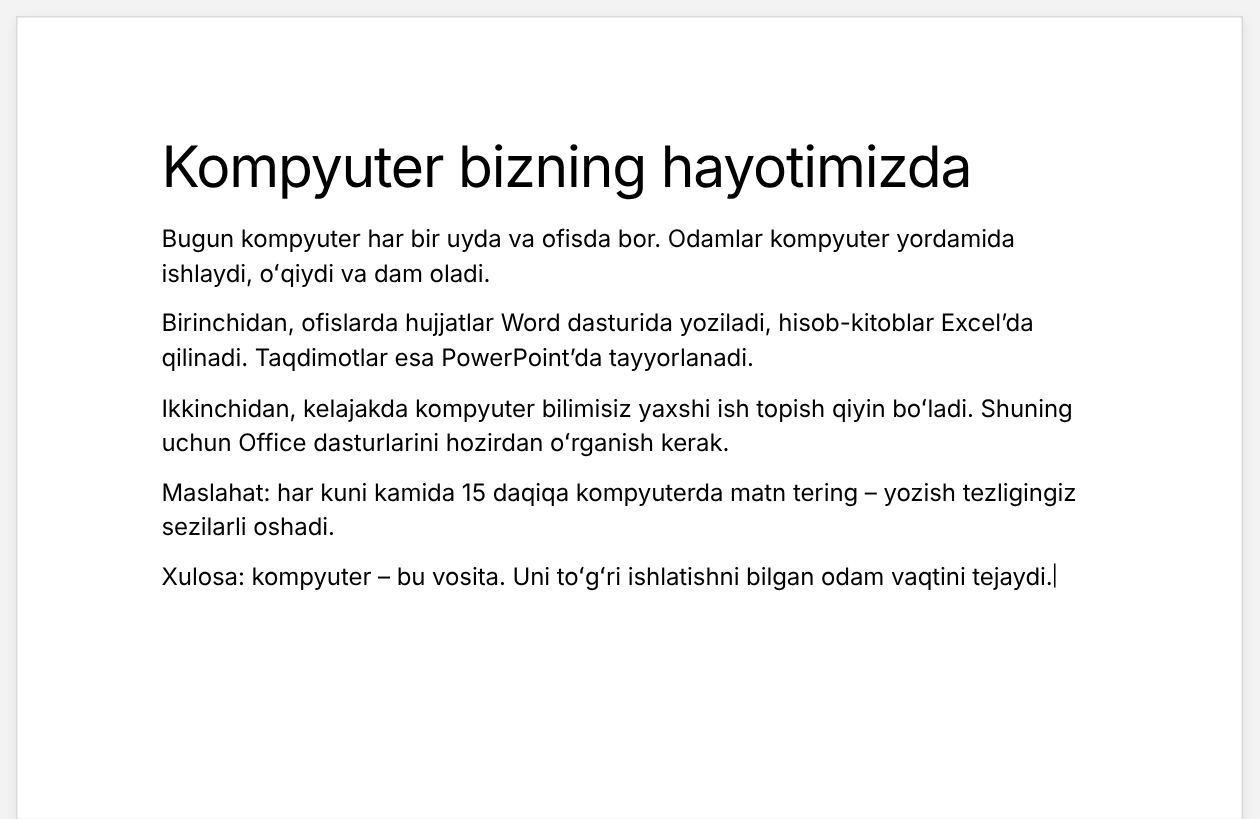 Kompyuter bizning hayotimizda
Bugun kompyuter har bir uyda va ofisda bor. Odamlar kompyuter yordamida
ishlaydi, oʻqiydi va dam oladi.
Birinchidan, ofislarda hujjatlar Word dasturida yoziladi, hisob-kitoblar Excel’da
qilinadi. Taqdimotlar esa PowerPoint’da tayyorlanadi.
Ikkinchidan, kelajakda kompyuter bilimisiz yaxshi ish topish qiyin boʻladi. Shuning
uchun Office dasturlarini hozirdan oʻrganish kerak.
Maslahat: har kuni kamida 15 daqiqa kompyuterda matn tering – yozish tezligingiz
sezilarli oshadi.
Xulosa: kompyuter – bu vosita. Uni toʻgʻri ishlatishni bilgan odam vaqtini tejaydi.